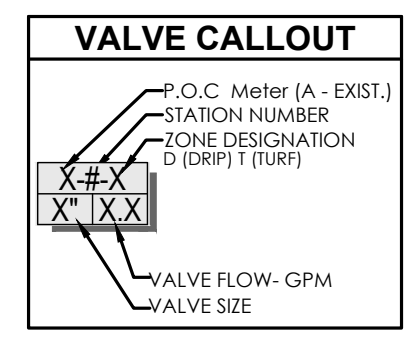 VALVE CALLOUT
P.O.C Meter (A - EXIST.)
STATION NUMBER
ZONE DESIGNATION
D (DRIP) T (TURF)
X-#-X
X" X.X
VALVE FLOW- GPM
VALVE SIZE